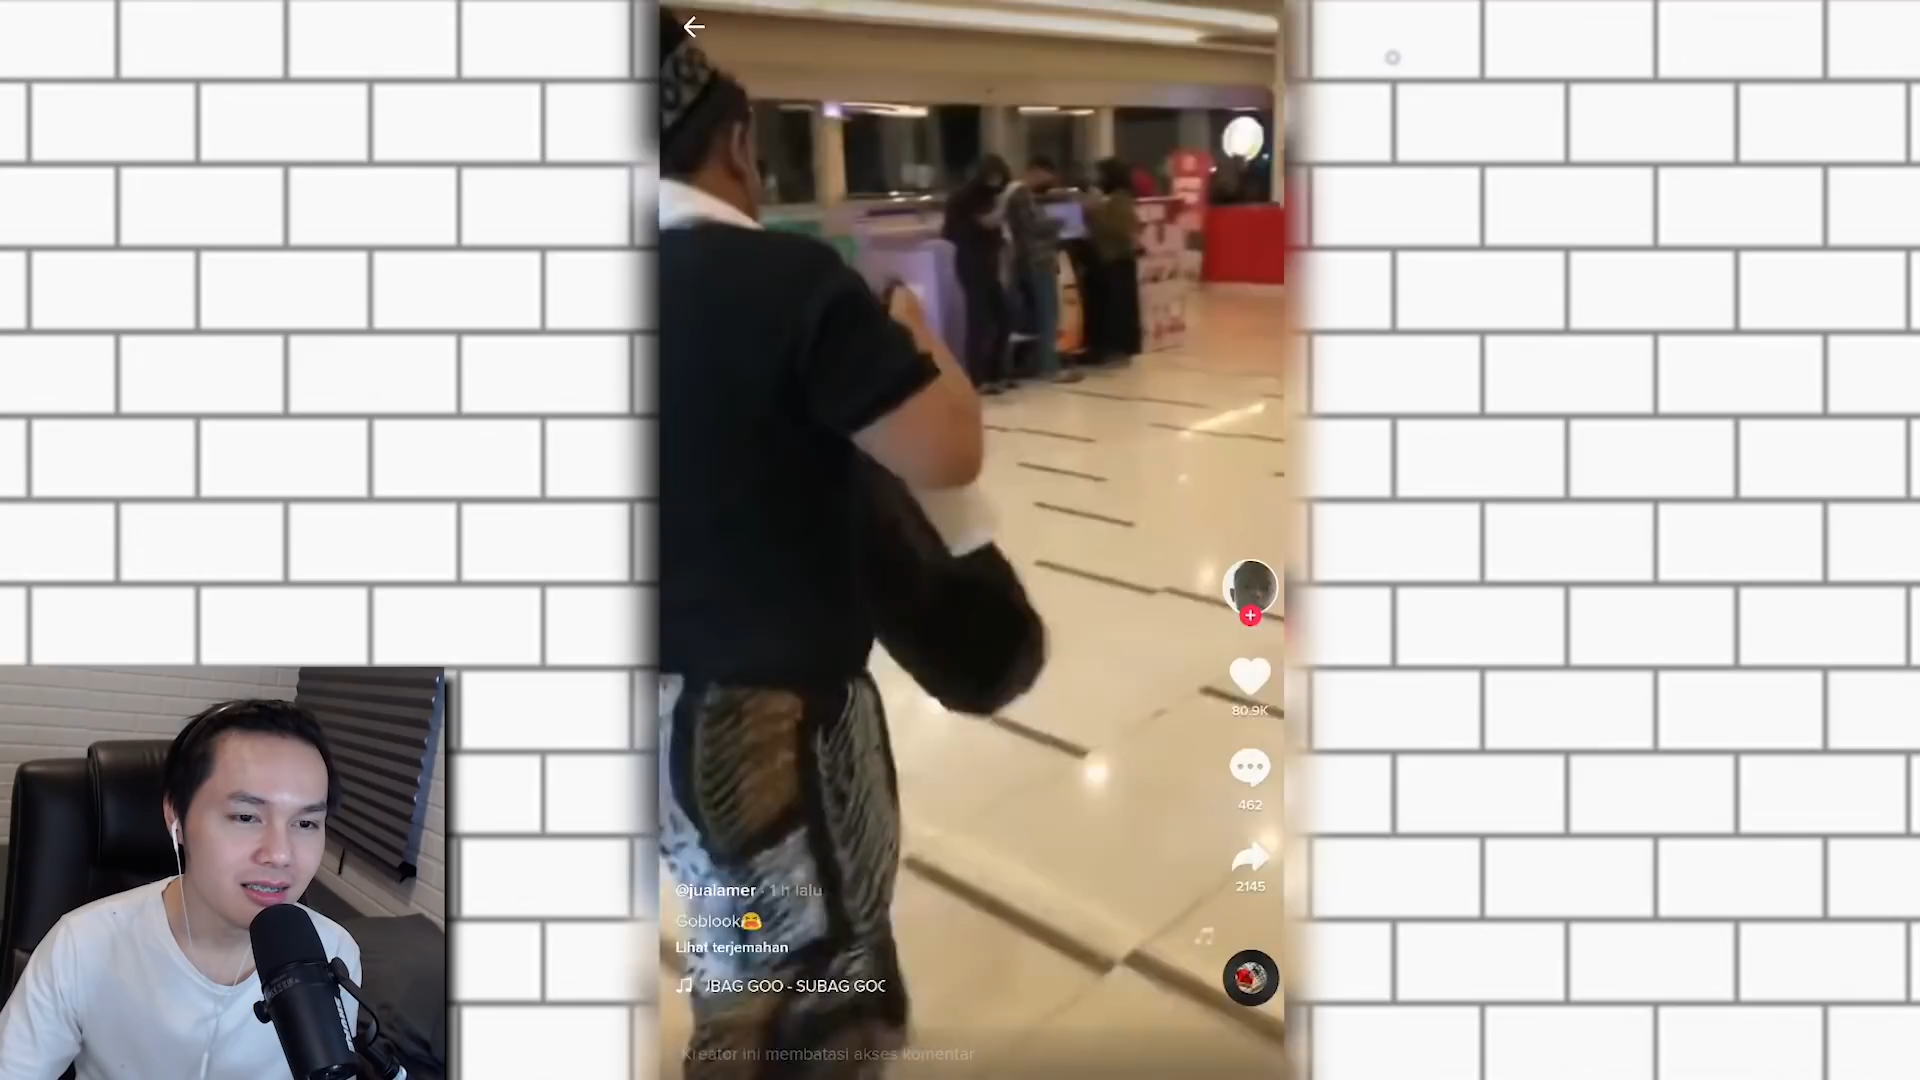 80.9K
462
2145
@jualamer · 1 h lalu
Goblook😫
Lihat terjemahan
JBAG GOO - SUBAG GOC
Kreator ini membatasi akses komentar